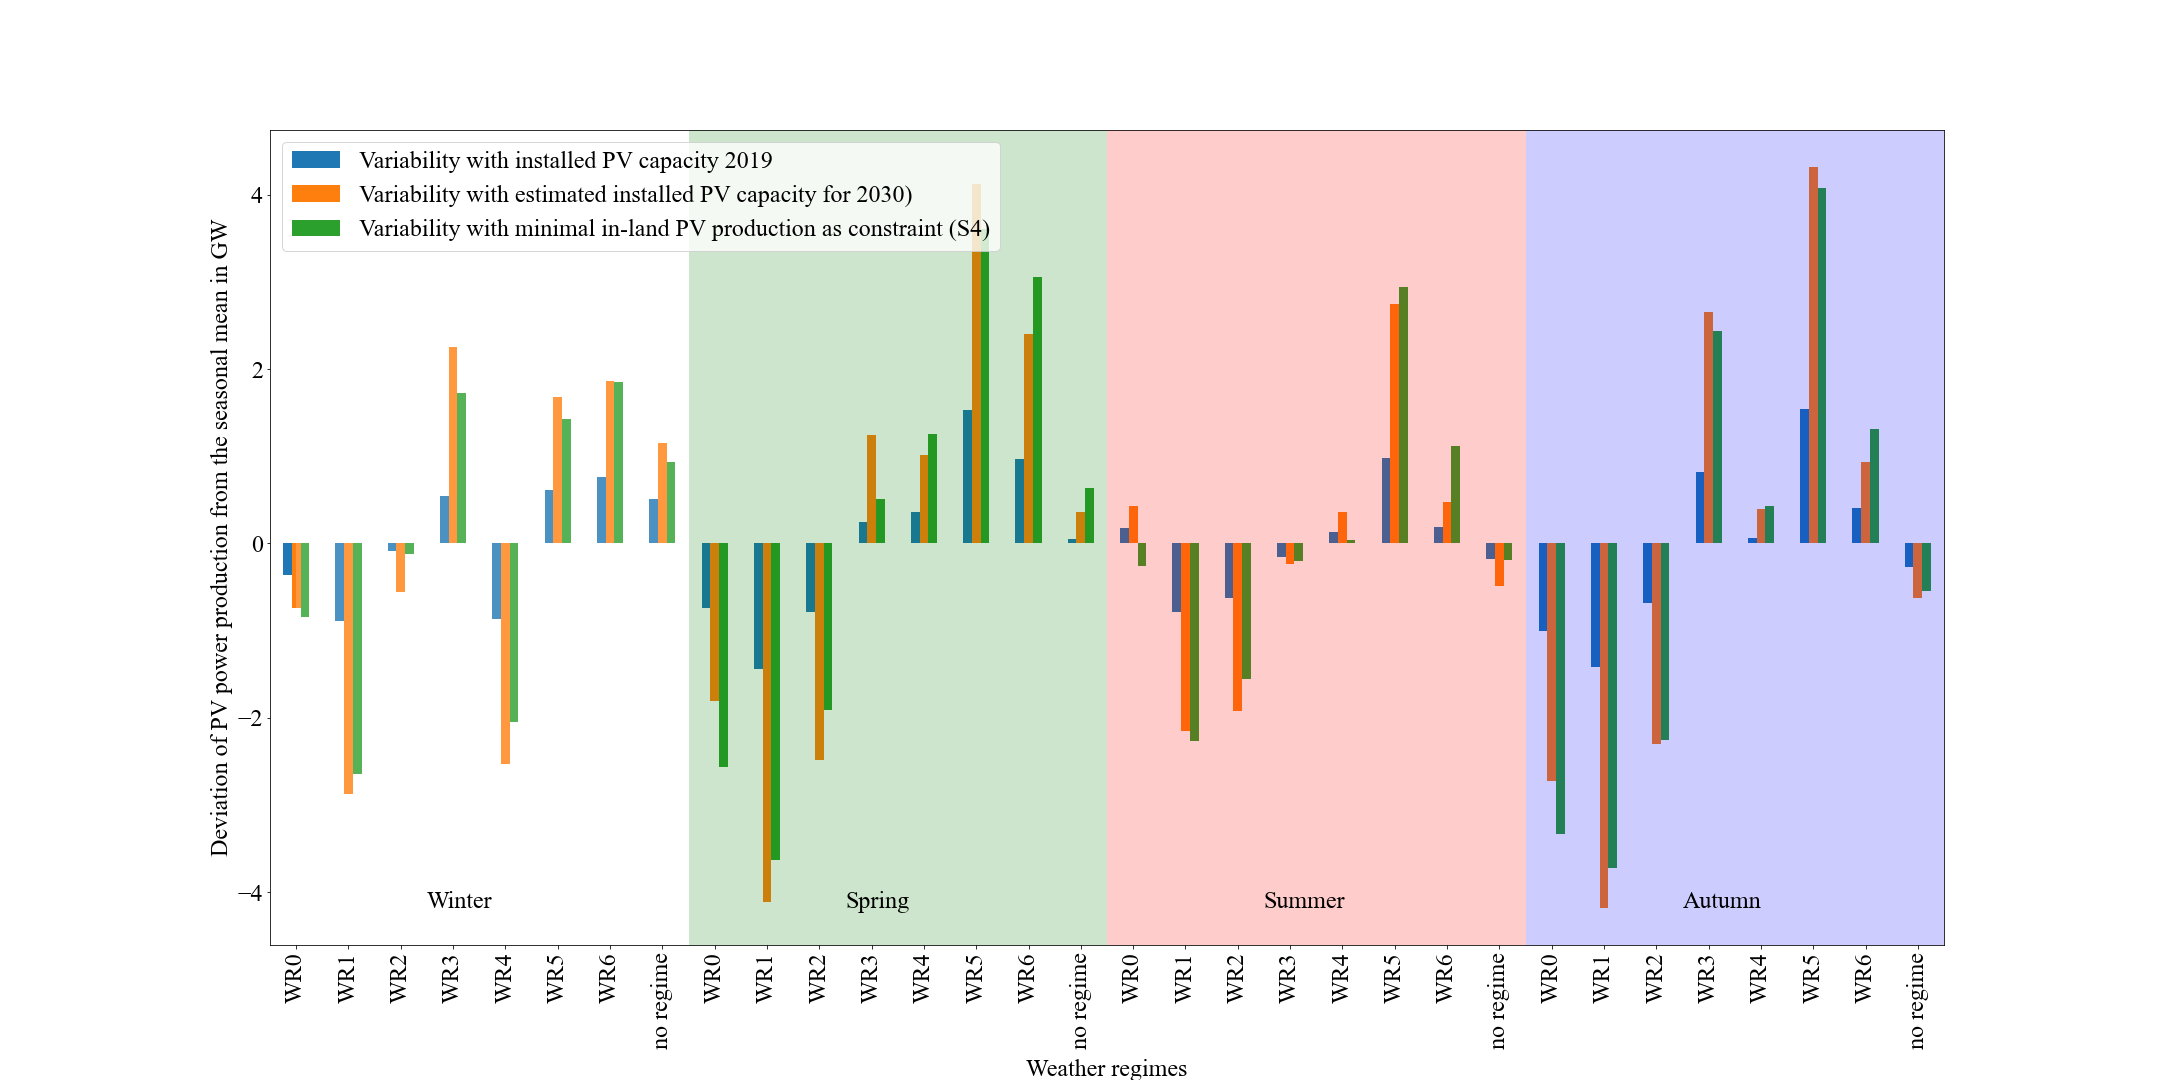 Variability with installed PV capacity 2019
Variability with estimated installed PV capacity for 2030)
Variability with minimal in-land PV production as constraint (S4)
Deviation of PV power production from the seasonal mean in GW
4
2
0
−2
−4
Winter Spring Summer Autumn
WR0 WR1 WR2 WR3 WR4 WR5 WR6 no regime WR0 WR1 WR2 WR3 WR4 WR5 WR6 no regime WR0 WR1 WR2 WR3 WR4 WR5 WR6 no regime WR0 WR1 WR2 WR3 WR4 WR5 WR6 no regime
Weather regimes